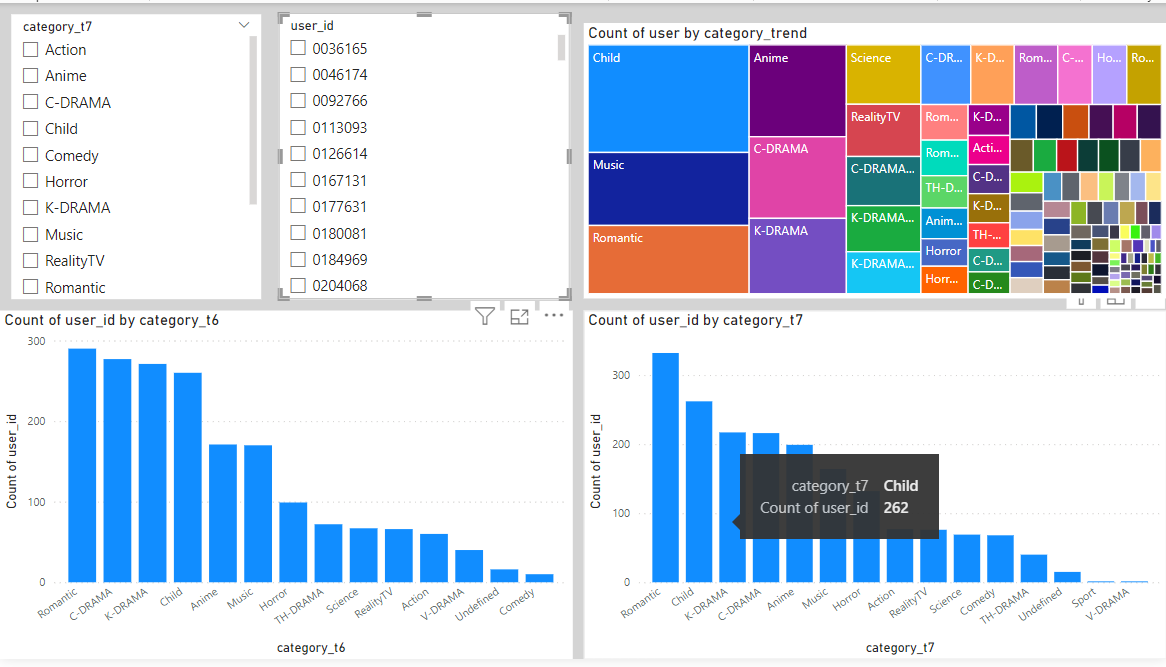 category_t7
Action
Anime
C-DRAMA
Child
Comedy
Horror
K-DRAMA
Music
RealityTV
Romantic
user_id
0036165
0046174
0092766
0113093
0126614
0167131
0177631
0180081
0184969
0204068
Count of user by category_trend
Child
Music
Romantic
Anime
C-DRAMA
K-DRAMA
Science
RealityTV
C-DRAMA...
K-DRAMA...
K-DRAMA...
C-DR...
K-D...
Rom...
C-...
Ho...
Ro...
Rom...
Rom...
TH-D...
Anim...
Horror
Horr...
K-D...
Acti...
C-D...
K-D...
TH-...
C-D...
C-D...
Count of user_id by category_t6
Count of user_id
300
200
100
0
Romantic
C-DRAMA
K-DRAMA
Child
Anime
Music
Horror
TH-DRAMA
Science
RealityTV
Action
V-DRAMA
Undefined
Comedy
category_t6
Count of user_id by category_t7
Count of user_id
300
200
100
0
category_t7 Child
Count of user_id 262
Romantic
Child
K-DRAMA
C-DRAMA
Anime
Music
Horror
Action
RealityTV
Science
Comedy
TH-DRAMA
Undefined
Sport
V-DRAMA
category_t7